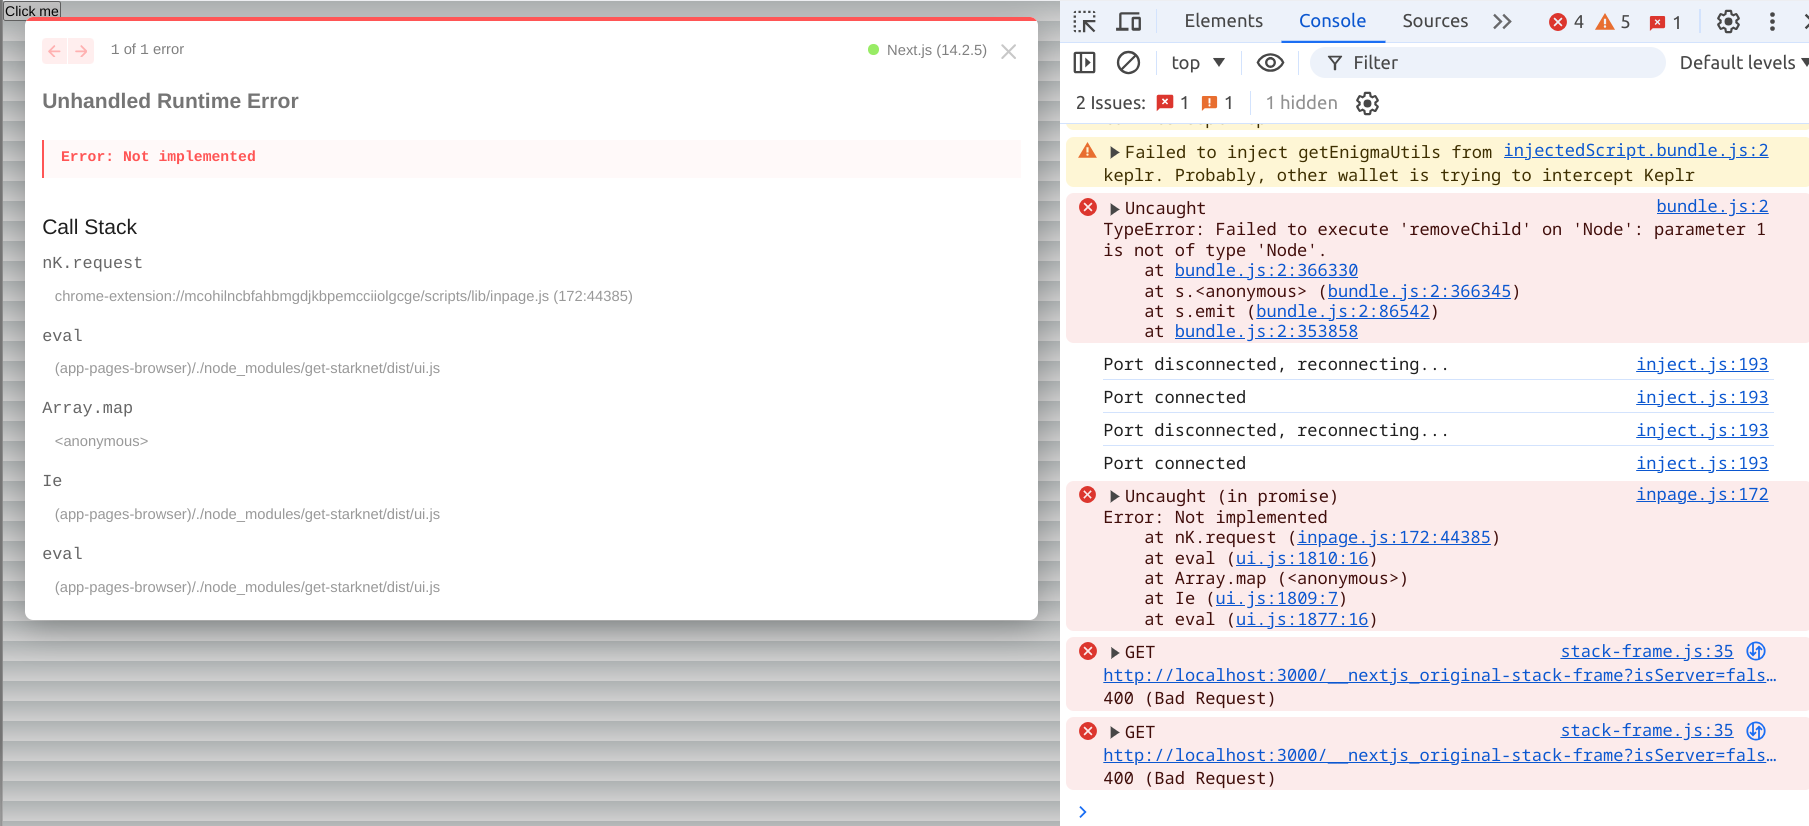 Click me
1 of 1 error
Next.js (14.2.5)
Unhandled Runtime Error
Error: Not implemented
Call Stack
nK.request
chrome-extension://mcohilncbfahbmgdjkbpemcciiolgcge/scripts/lib/inpage.js (172:44385)
eval
(app-pages-browser)/./node_modules/get-starknet/dist/ui.js
Array.map
<anonymous>
Ie
(app-pages-browser)/./node_modules/get-starknet/dist/ui.js
eval
(app-pages-browser)/./node_modules/get-starknet/dist/ui.js
Elements Console Sources 4 5 1
top Filter Default levels
2 Issues: 1 1 1 hidden
Failed to inject getEnigmaUtils from injectedScript.bundle.js:2
keplr. Probably, other wallet is trying to intercept Keplr
Uncaught bundle.js:2
TypeError: Failed to execute 'removeChild' on 'Node': parameter 1
is not of type 'Node'.
at bundle.js:2:366330
at s.<anonymous> (bundle.js:2:366345)
at s.emit (bundle.js:2:86542)
at bundle.js:2:353858
Port disconnected, reconnecting... inject.js:193
Port connected inject.js:193
Port disconnected, reconnecting... inject.js:193
Port connected inject.js:193
Uncaught (in promise) inpage.js:172
Error: Not implemented
at nK.request (inpage.js:172:44385)
at eval (ui.js:1810:16)
at Array.map (<anonymous>)
at Ie (ui.js:1809:7)
at eval (ui.js:1877:16)
GET stack-frame.js:35
http://localhost:3000/__nextjs_original-stack-frame?isServer=fals…
400 (Bad Request)
GET stack-frame.js:35
http://localhost:3000/__nextjs_original-stack-frame?isServer=fals…
400 (Bad Request)